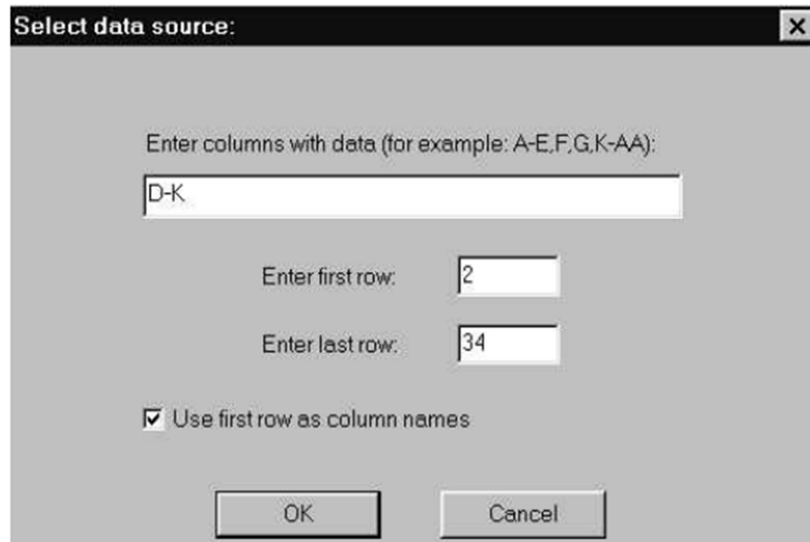 Select data source:
Enter columns with data (for example: A-E,F,G,K-AA):
D-K
Enter first row: 2
Enter last row: 34
Use first row as column names
OK Cancel